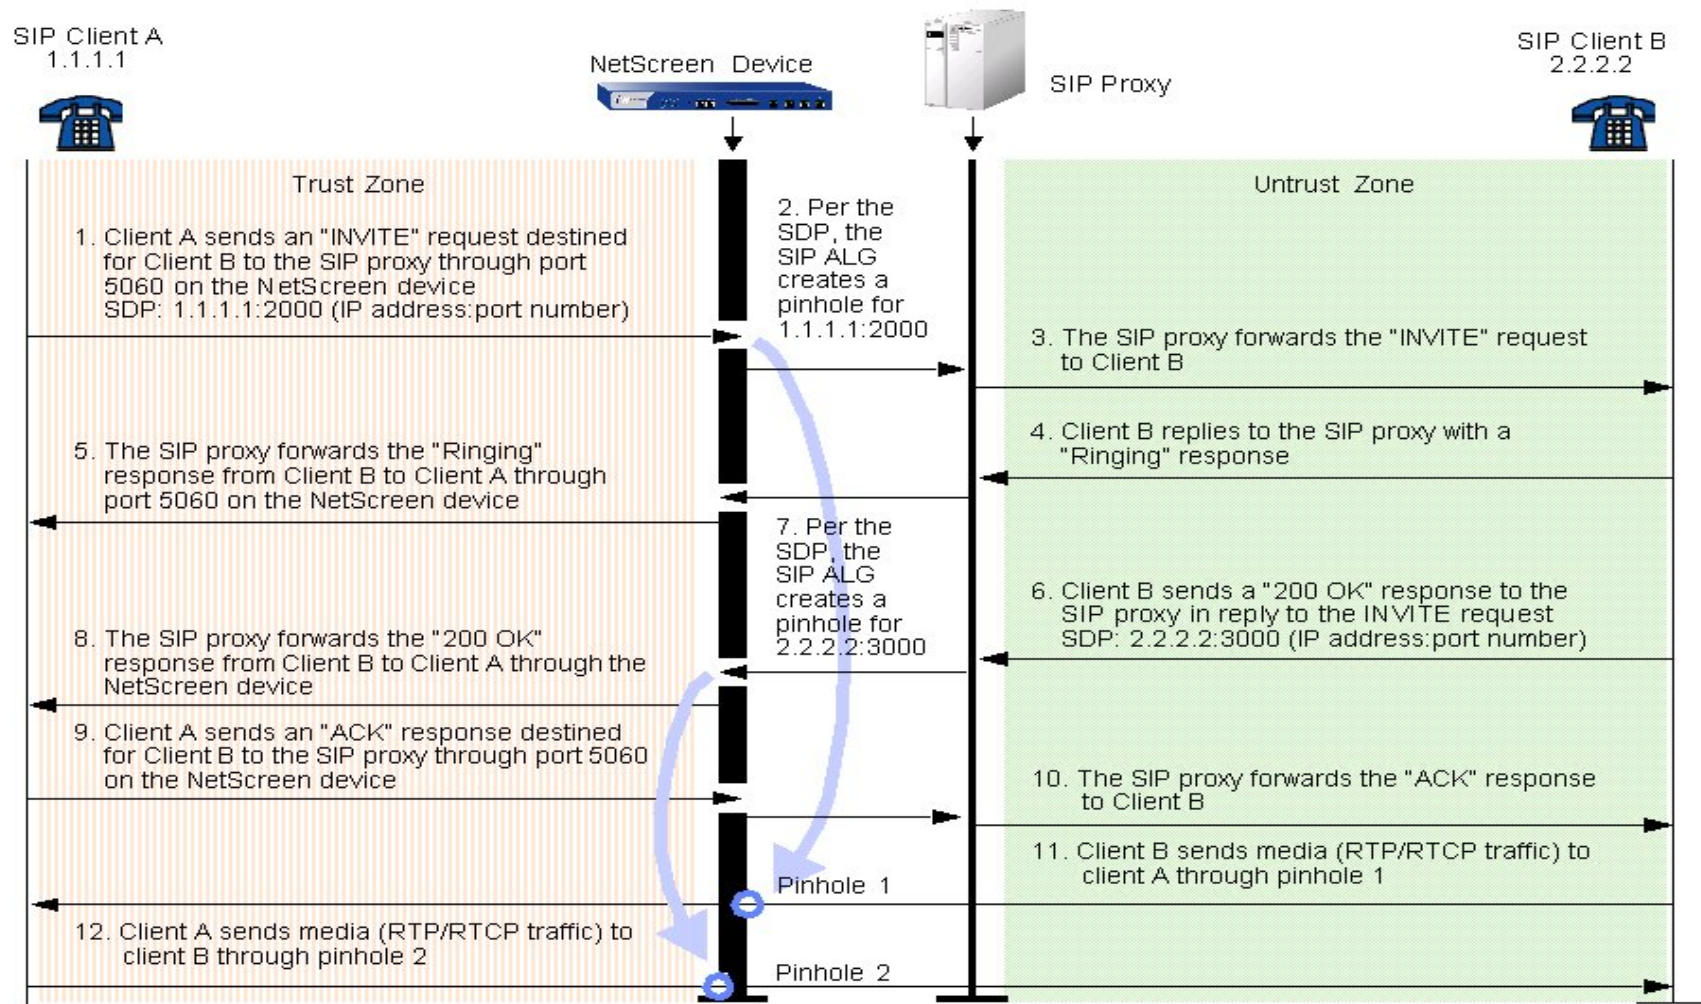 SIP Client A
1.1.1.1
NetScreen Device
SIP Proxy
SIP Client B
2.2.2.2
Trust Zone
Untrust Zone
1. Client A sends an "INVITE" request destined
for Client B to the SIP proxy through port
5060 on the NetScreen device
SDP: 1.1.1.1:2000 (IP address:port number)
2. Per the
SDP, the
SIP ALG
creates a
pinhole for
1.1.1.1:2000
3. The SIP proxy forwards the "INVITE" request
to Client B
4. Client B replies to the SIP proxy with a
"Ringing" response
5. The SIP proxy forwards the "Ringing"
response from Client B to Client A through
port 5060 on the NetScreen device
6. Client B sends a "200 OK" response to the
SIP proxy in reply to the INVITE request
SDP: 2.2.2.2:3000 (IP address:port number)
7. Per the
SDP, the
SIP ALG
creates a
pinhole for
2.2.2.2:3000
8. The SIP proxy forwards the "200 OK"
response from Client B to Client A through the
NetScreen device
9. Client A sends an "ACK" response destined
for Client B to the SIP proxy through port 5060
on the NetScreen device
10. The SIP proxy forwards the "ACK" response
to Client B
11. Client B sends media (RTP/RTCP traffic) to
client A through pinhole 1
Pinhole 1
12. Client A sends media (RTP/RTCP traffic) to
client B through pinhole 2
Pinhole 2